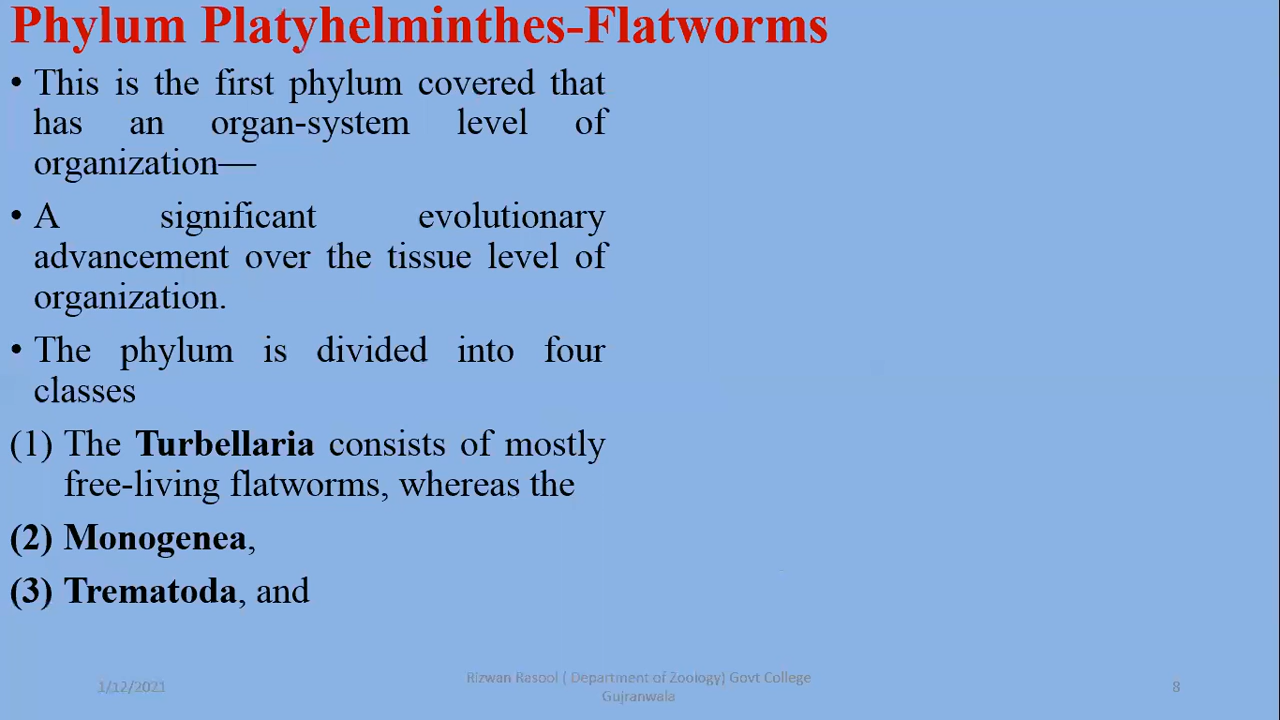 Phylum Platyhelminthes-Flatworms
• This is the first phylum covered that
has an organ-system level of
organization—
• A significant evolutionary
advancement over the tissue level of
organization.
• The phylum is divided into four
classes
(1) The Turbellaria consists of mostly
free-living flatworms, whereas the
(2) Monogenea,
(3) Trematoda, and
1/12/2021
Rizwan Rasool ( Department of Zoology) Govt College
Gujranwala
8